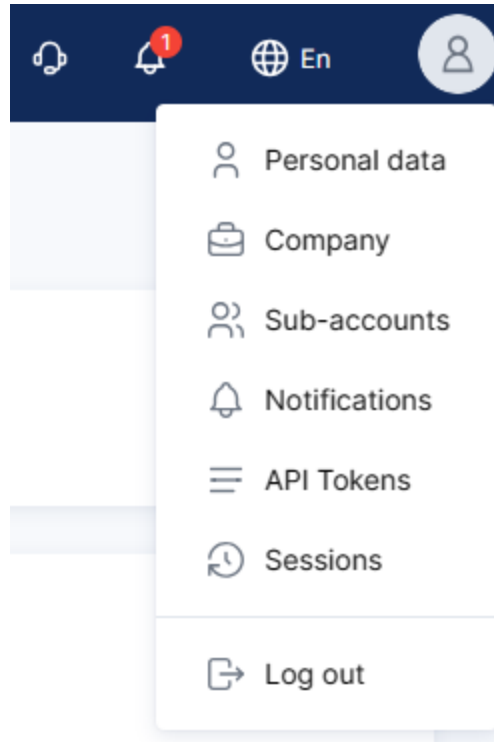 1
En
Personal data
Company
Sub-accounts
Notifications
API Tokens
Sessions
Log out